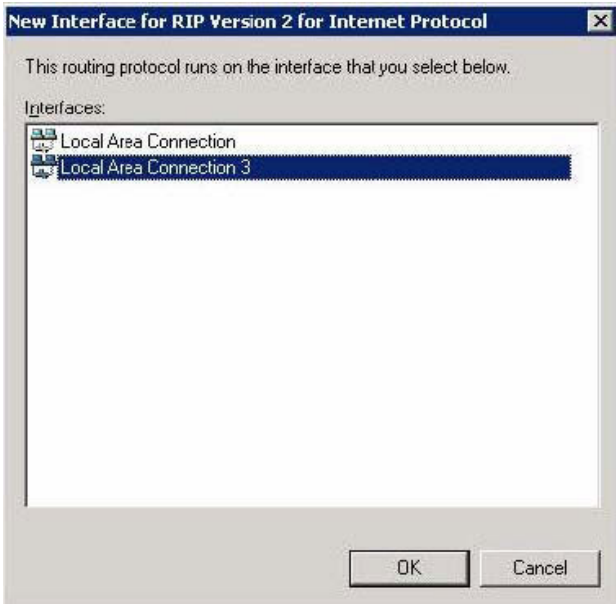 New Interface for RIP Version 2 for Internet Protocol
This routing protocol runs on the interface that you select below.
Interfaces:
Local Area Connection
Local Area Connection 3
OK
Cancel